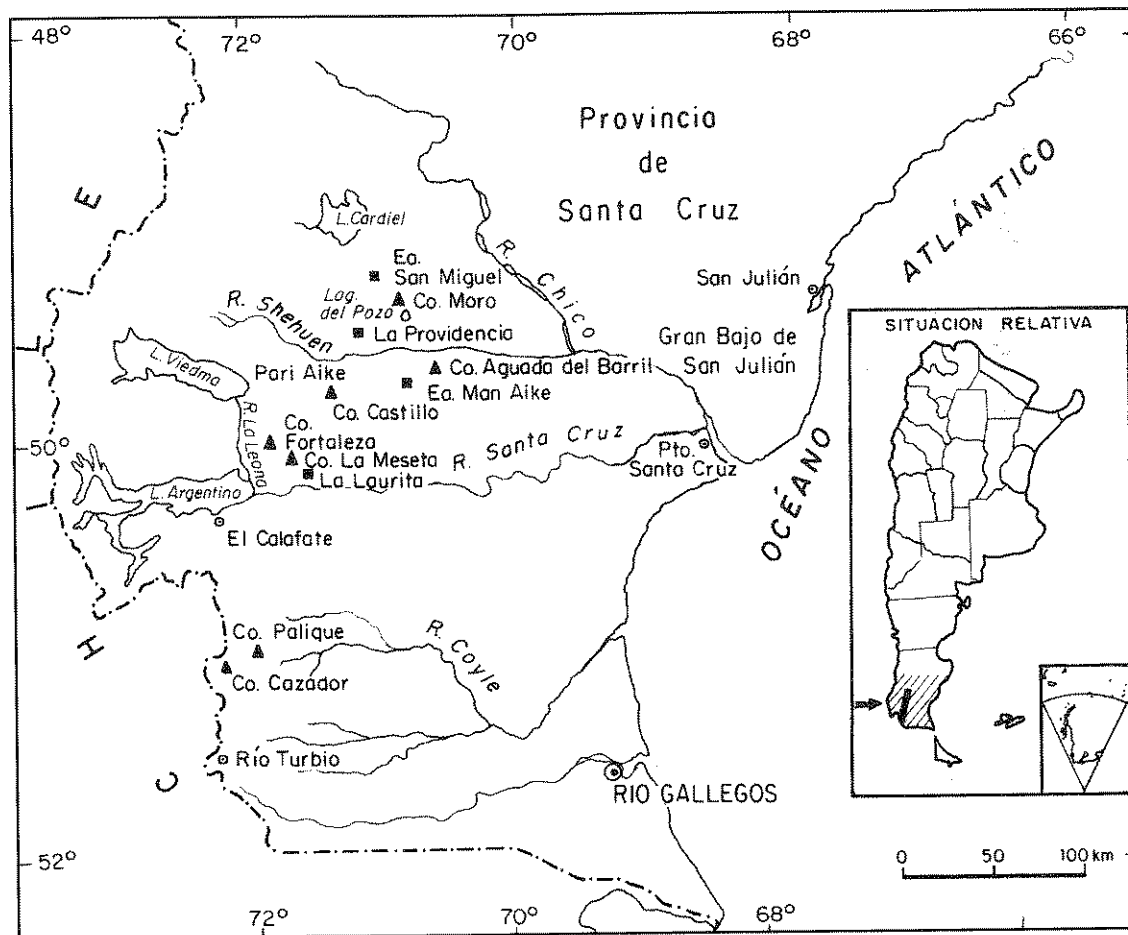 72°
70°
68°
66°
48°
Provincia
de
Santa Cruz
ATLÁNTICO
OCÉANO
C H I L E
L. Cardiel
Ea.
San Miguel
Co. Moro
Lag.
del Pozo
R. Chico
San Julián
R. Shehuen
La Providencia
Gran Bajo de
San Julián
L. Viedma
Pari Aike
Co. Aguada del Barril
Ea. Man Aike
Co. Castillo
R. La Leona
Co.
Fortaleza
50°
Co. La Meseta
R. Santa Cruz
Pto.
Santa Cruz
La Laurita
L. Argentino
El Calafate
Co. Palique
R. Coyle
Co. Cazador
Río Turbio
RIO GALLEGOS
52°
72°
70°
68°
SITUACION RELATIVA
0 50 100 km